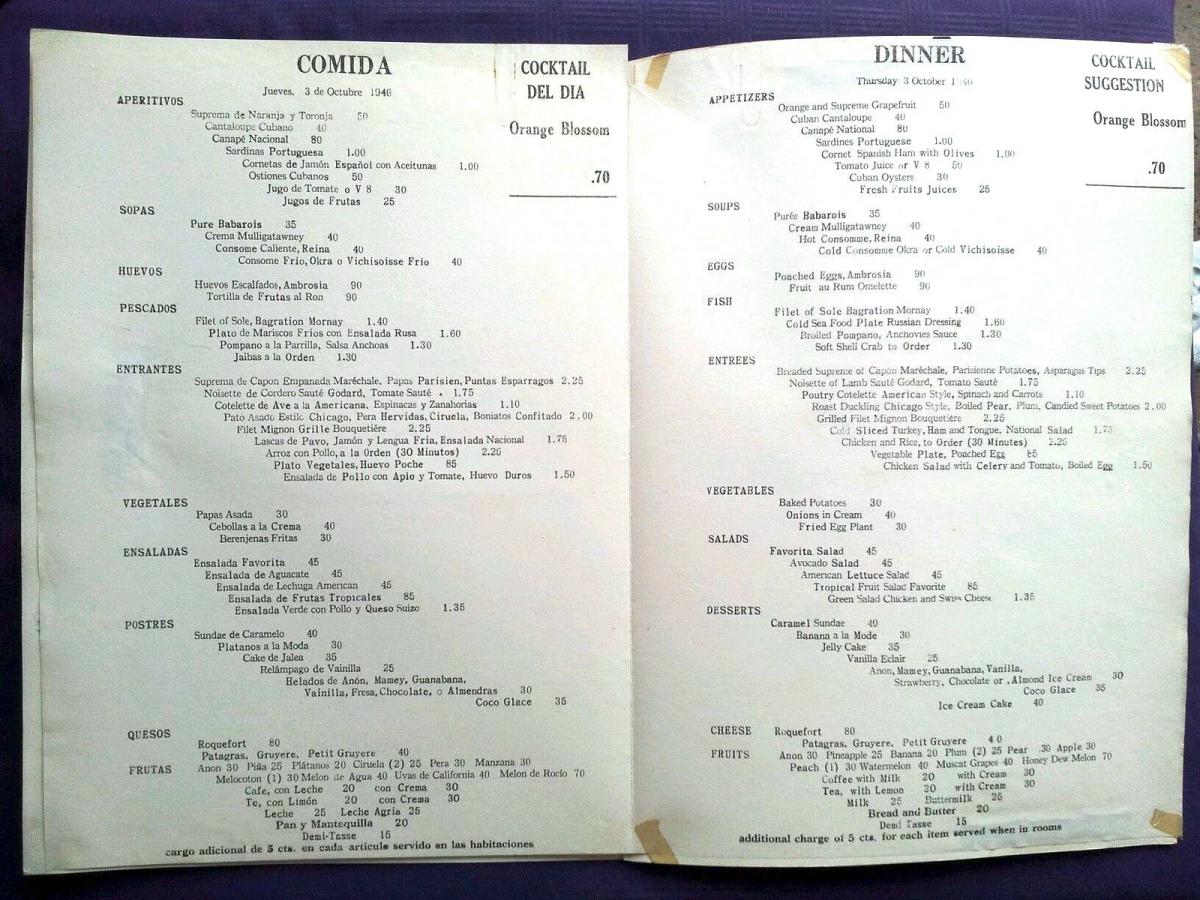 COMIDA
Jueves, 3 de Octubre 1946
COCKTAIL
DEL DIA
Orange Blossom
.70
APERITIVOS
Suprema de Naranja y Toronja 50
Cantaloupe Cubano 40
Canapé Nacional 80
Sardinas Portuguesa 1.00
Cornetas de Jamón Español con Aceitunas 1.00
Ostiones Cubanos 50
Jugo de Tomate o V 8 30
Jugos de Frutas 25
SOPAS
Pure Babarois 35
Crema Mulligatawney 40
Consome Caliente, Reina 40
Consome Frio, Okra o Vichisoisse Frio 40
HUEVOS
Huevos Escalfados, Ambrosia 90
Tortilla de Frutas al Ron 90
PESCADOS
Filet of Sole, Bagration Mornay 1.40
Plato de Mariscos Frios con Ensalada Rusa 1.60
Pompano a la Parrilla, Salsa Anchoas 1.30
Jaibas a la Orden 1.30
ENTRANTES
Suprema de Capon Empanada Maréchale, Papas Parisien, Puntas Esparragos 2.25
Noisette de Cordero Sauté Godard, Tomate Sauté . 1.75
Cotelette de Ave a la Americana, Espinacas y Zanahorias 1.10
Pato Asado Estilo Chicago, Pera Hervidas, Ciruela, Boniatos Confitado 2.00
Filet Mignon Grille Bouquetiére 2.25
Lascas de Pavo, Jamón y Lengua Fria, Ensalada Nacional 1.75
Arroz con Pollo, a la Orden (30 Minutos) 2.25
Plato Vegetales, Huevo Poche 85
Ensalada de Pollo con Apio y Tomate, Huevo Duros 1.50
VEGETALES
Papas Asada 30
Cebollas a la Crema 40
Berenjenas Fritas 30
ENSALADAS
Ensalada Favorita 45
Ensalada de Aguacate 45
Ensalada de Lechuga American 45
Ensalada de Frutas Tropicales 85
Ensalada Verde con Pollo y Queso Suizo 1.35
POSTRES
Sundae de Caramelo 40
Platanos a la Moda 30
Cake de Jalea 35
Relámpago de Vainilla 25
Helados de Anón, Mamey, Guanabana,
Vainilla, Fresa, Chocolate, o Almendras 30
Coco Glace 35
QUESOS
Roquefort 80
Patagras, Gruyere, Petit Gruyere 40
FRUTAS
Anon 30 Piña 25 Plátanos 20 Ciruela (2) 25 Pera 30 Manzana 30
Melocoton (1) 30 Melon de Agua 40 Uvas de California 40 Melon de Rocío 70
Cafe, con Leche 20 con Crema 30
Te, con Limón 20 con Crema 30
Leche 25 Leche Agria 25
Pan y Mantequilla 20
Demi-Tasse 15
cargo adicional de 5 cts. en cada articulo servido en las habitaciones
DINNER
Thursday 3 October 1946
COCKTAIL
SUGGESTION
Orange Blossom
.70
APPETIZERS
Orange and Supreme Grapefruit 50
Cuban Cantaloupe 40
Canapé National 80
Sardines Portuguese 1.00
Cornet Spanish Ham with Olives 1.00
Tomato Juice or V 8 50
Cuban Oysters 30
Fresh Fruits Juices 25
SOUPS
Purée Babarois 35
Cream Mulligatawney 40
Hot Consomme, Reina 40
Cold Consomme Okra or Cold Vichisoisse 40
EGGS
Poached Eggs, Ambrosia 90
Fruit au Rum Omelette 90
FISH
Filet of Sole Bagration Mornay 1.40
Cold Sea Food Plate Russian Dressing 1.60
Broiled Pompano, Anchovies Sauce 1.30
Soft Shell Crab to Order 1.30
ENTREES
Breaded Supreme of Capon Maréchale, Parisienne Potatoes, Asparagus Tips 2.25
Noisette of Lamb Sauté Godard, Tomato Sauté 1.75
Poutry Cotelette American Style, Spinach and Carrots 1.10
Roast Duckling Chicago Style, Boiled Pear, Plum, Candied Sweet Potatoes 2.00
Grilled Filet Mignon Bouquetiére 2.25
Cold Sliced Turkey, Ham and Tongue, National Salad 1.75
Chicken and Rice, to Order (30 Minutes) 2.25
Vegetable Plate, Poached Egg 85
Chicken Salad with Celery and Tomato, Boiled Egg 1.50
VEGETABLES
Baked Potatoes 30
Onions in Cream 40
Fried Egg Plant 30
SALADS
Favorita Salad 45
Avocado Salad 45
American Lettuce Salad 45
Tropical Fruit Salad Favorite 85
Green Salad Chicken and Swiss Cheese 1.35
DESSERTS
Caramel Sundae 40
Banana a la Mode 30
Jelly Cake 35
Vanilla Eclair 25
Anon, Mamey, Guanabana, Vanilla,
Strawberry, Chocolate or , Almond Ice Cream 30
Coco Glace 35
Ice Cream Cake 40
CHEESE
Roquefort 80
Patagras, Gruyere, Petit Gruyere 40
FRUITS
Anon 30 Pineapple 25 Banana 20 Plum (2) 25 Pear .30 Apple 30
Peach (1) 30 Watermelon 40 Muscat Grapes 40 Honey Dew Melon 70
Coffee with Milk 20 with Cream 30
Tea, with Lemon 20 with Cream 30
Milk 25 Buttermilk 25
Bread and Butter 20
Demi Tasse 15
additional charge of 5 cts. for each item served when in rooms